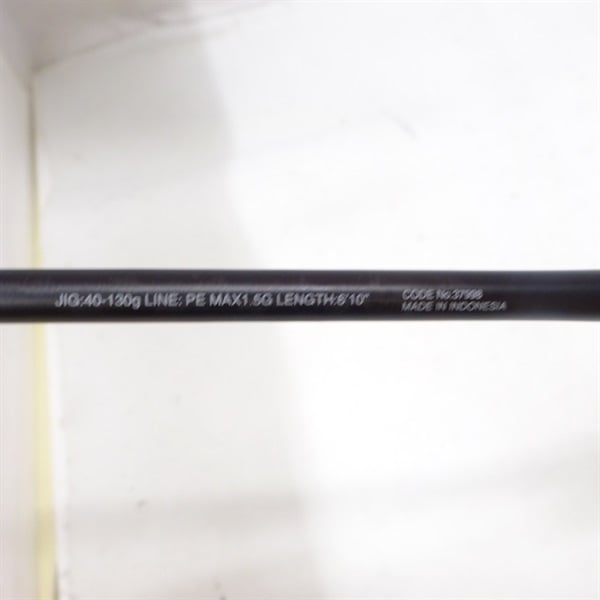 JIG:40-130g LINE: PE MAX1.5G LENGTH:6'10"
CODE No.37998
MADE IN INDONESIA